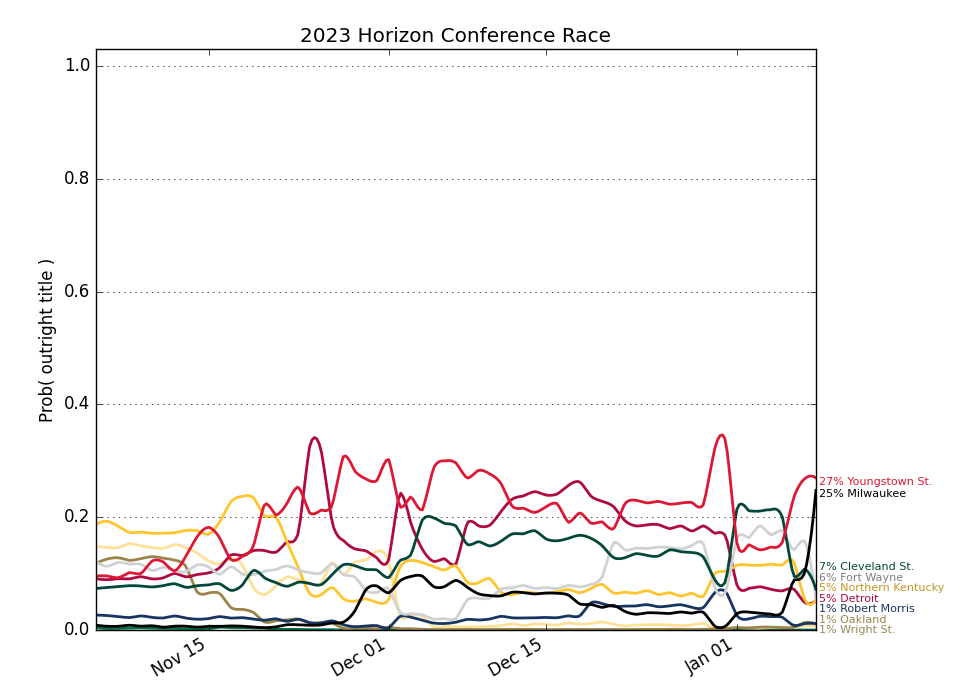 2023 Horizon Conference Race
Prob( outright title )
1.0
0.8
0.6
0.4
0.2
0.0
Nov 15
Dec 01
Dec 15
Jan 01
27% Youngstown St.
25% Milwaukee
7% Cleveland St.
6% Fort Wayne
5% Northern Kentucky
5% Detroit
1% Robert Morris
1% Oakland
1% Wright St.